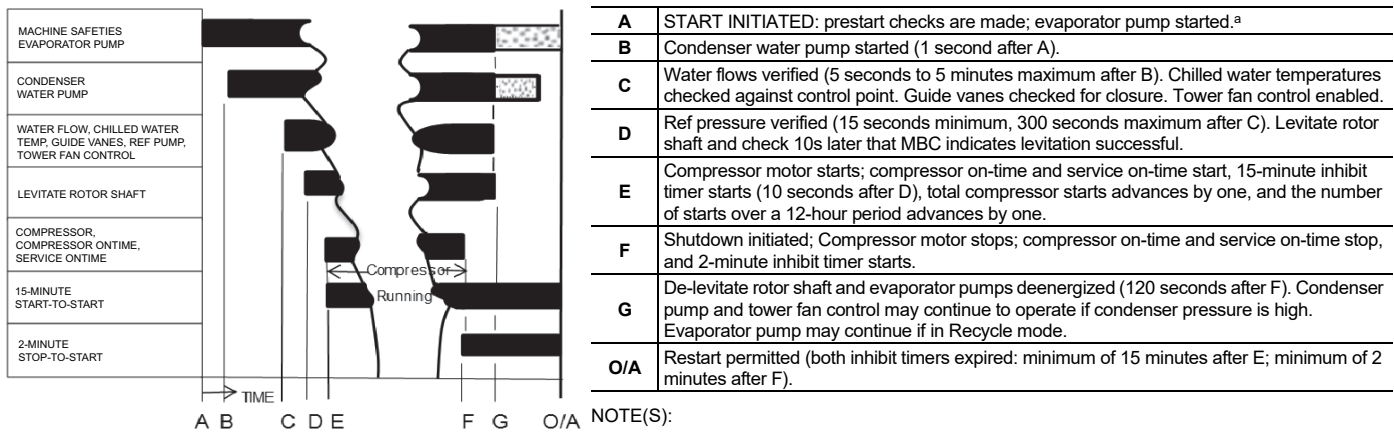 MACHINE SAFETIES
EVAPORATOR PUMP
CONDENSER
WATER PUMP
WATER FLOW, CHILLED WATER
TEMP, GUIDE VANES, REF PUMP,
TOWER FAN CONTROL
LEVITATE ROTOR SHAFT
COMPRESSOR,
COMPRESSOR ONTIME,
SERVICE ONTIME
15-MINUTE
START-TO-START
2-MINUTE
STOP-TO-START
Compressor
Running
TIME
A B C D E F G O/A
A START INITIATED: prestart checks are made; evaporator pump started.ᵃ
B Condenser water pump started (1 second after A).
C Water flows verified (5 seconds to 5 minutes maximum after B). Chilled water temperatures
checked against control point. Guide vanes checked for closure. Tower fan control enabled.
D Ref pressure verified (15 seconds minimum, 300 seconds maximum after C). Levitate rotor
shaft and check 10s later that MBC indicates levitation successful.
E Compressor motor starts; compressor on-time and service on-time start, 15-minute inhibit
timer starts (10 seconds after D), total compressor starts advances by one, and the number
of starts over a 12-hour period advances by one.
F Shutdown initiated; Compressor motor stops; compressor on-time and service on-time stop,
and 2-minute inhibit timer starts.
G De-levitate rotor shaft and evaporator pumps deenergized (120 seconds after F). Condenser
pump and tower fan control may continue to operate if condenser pressure is high.
Evaporator pump may continue if in Recycle mode.
O/A Restart permitted (both inhibit timers expired: minimum of 15 minutes after E; minimum of 2
minutes after F).
NOTE(S):